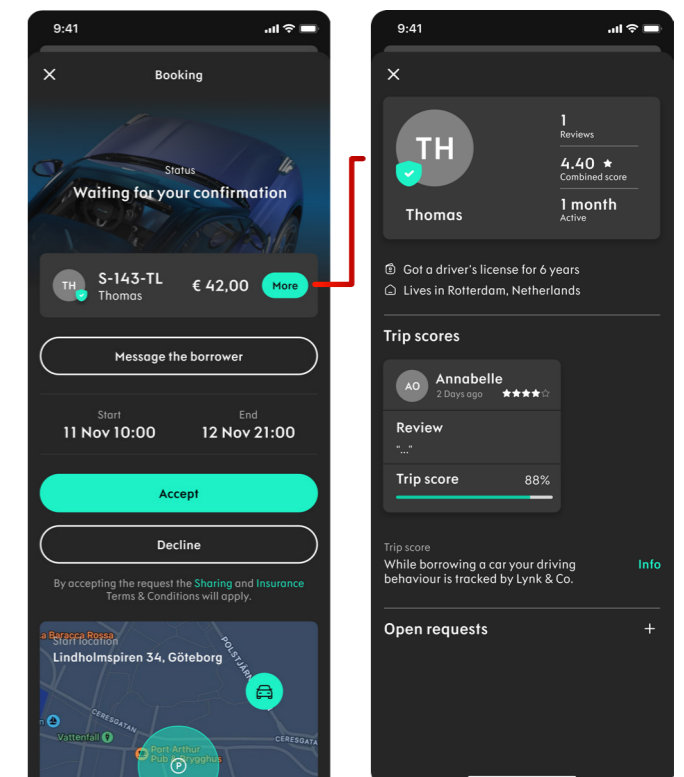 9:41
Booking
Status
Waiting for your confirmation
TH
S-143-TL
Thomas
€ 42,00
More
Message the borrower
Start
11 Nov 10:00
End
12 Nov 21:00
Accept
Decline
By accepting the request the Sharing and Insurance
Terms & Conditions will apply.
a Baracca Rossa
Start location
Lindholmspiren 34, Göteborg
POLSTJÄRN
CERESGATAN
Vattenfall
Port Arthur
Pub & Brygghus
CERESGATA
P
9:41
TH
Thomas
1
Reviews
4.40 ★
Combined score
1 month
Active
Got a driver's license for 6 years
Lives in Rotterdam, Netherlands
Trip scores
AO
Annabelle
2 Days ago ★★★★☆
Review
“...”
Trip score 88%
Trip score
While borrowing a car your driving
behaviour is tracked by Lynk & Co.
Info
Open requests +